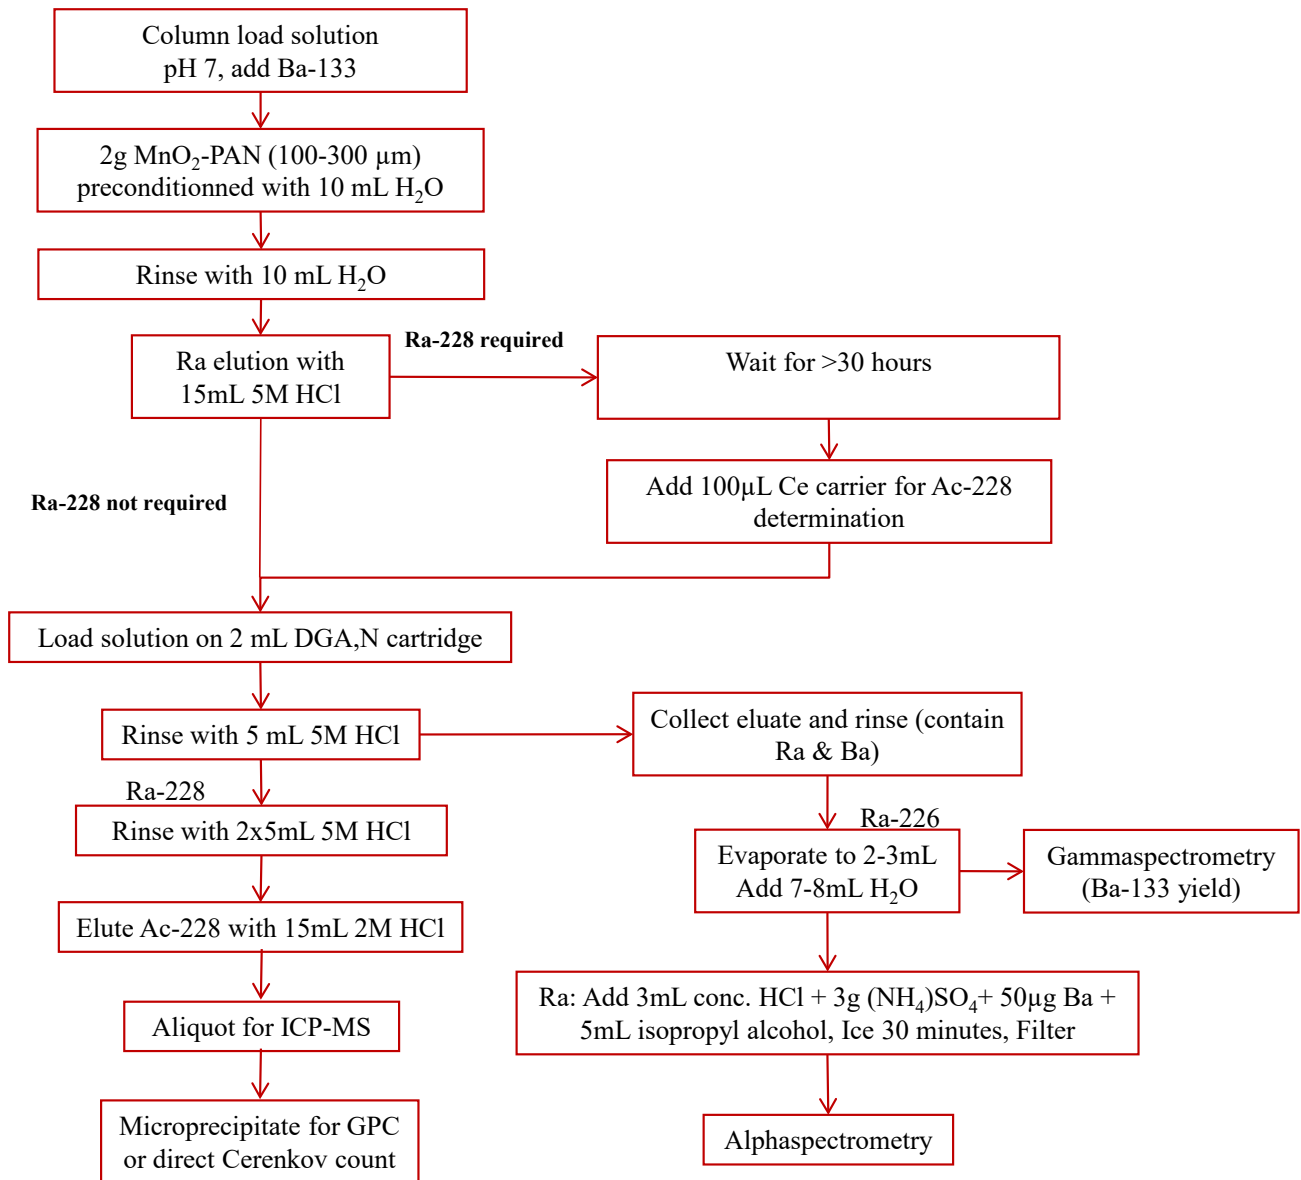 Column load solution
pH 7, add Ba-133
2g MnO₂-PAN (100-300 µm)
preconditionned with 10 mL H₂O
Rinse with 10 mL H₂O
Ra elution with
15mL 5M HCl
Ra-228 required
Wait for >30 hours
Add 100µL Ce carrier for Ac-228
determination
Ra-228 not required
Load solution on 2 mL DGA,N cartridge
Rinse with 5 mL 5M HCl
Collect eluate and rinse (contain
Ra & Ba)
Ra-228
Rinse with 2x5mL 5M HCl
Ra-226
Evaporate to 2-3mL
Add 7-8mL H₂O
Gammaspectrometry
(Ba-133 yield)
Elute Ac-228 with 15mL 2M HCl
Ra: Add 3mL conc. HCl + 3g (NH₄)SO₄+ 50µg Ba +
5mL isopropyl alcohol, Ice 30 minutes, Filter
Aliquot for ICP-MS
Microprecipitate for GPC
or direct Cerenkov count
Alphaspectrometry